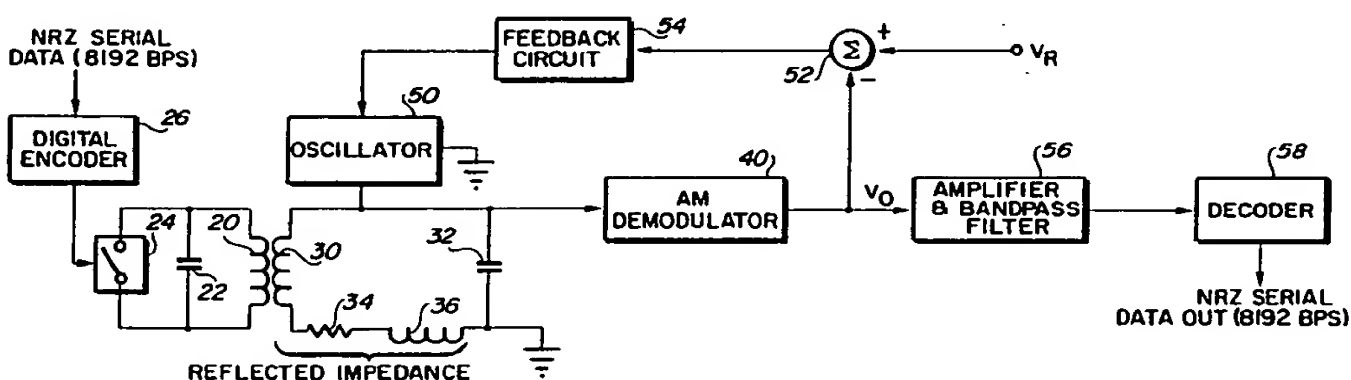 NRZ SERIAL
DATA (8192 BPS)
26
DIGITAL
ENCODER
24
22
20
30
50
OSCILLATOR
FEEDBACK
CIRCUIT
54
52
Σ
+
-
VR
32
34
36
REFLECTED IMPEDANCE
40
AM
DEMODULATOR
VO
56
AMPLIFIER
& BANDPASS
FILTER
58
DECODER
NRZ SERIAL
DATA OUT (8192 BPS)